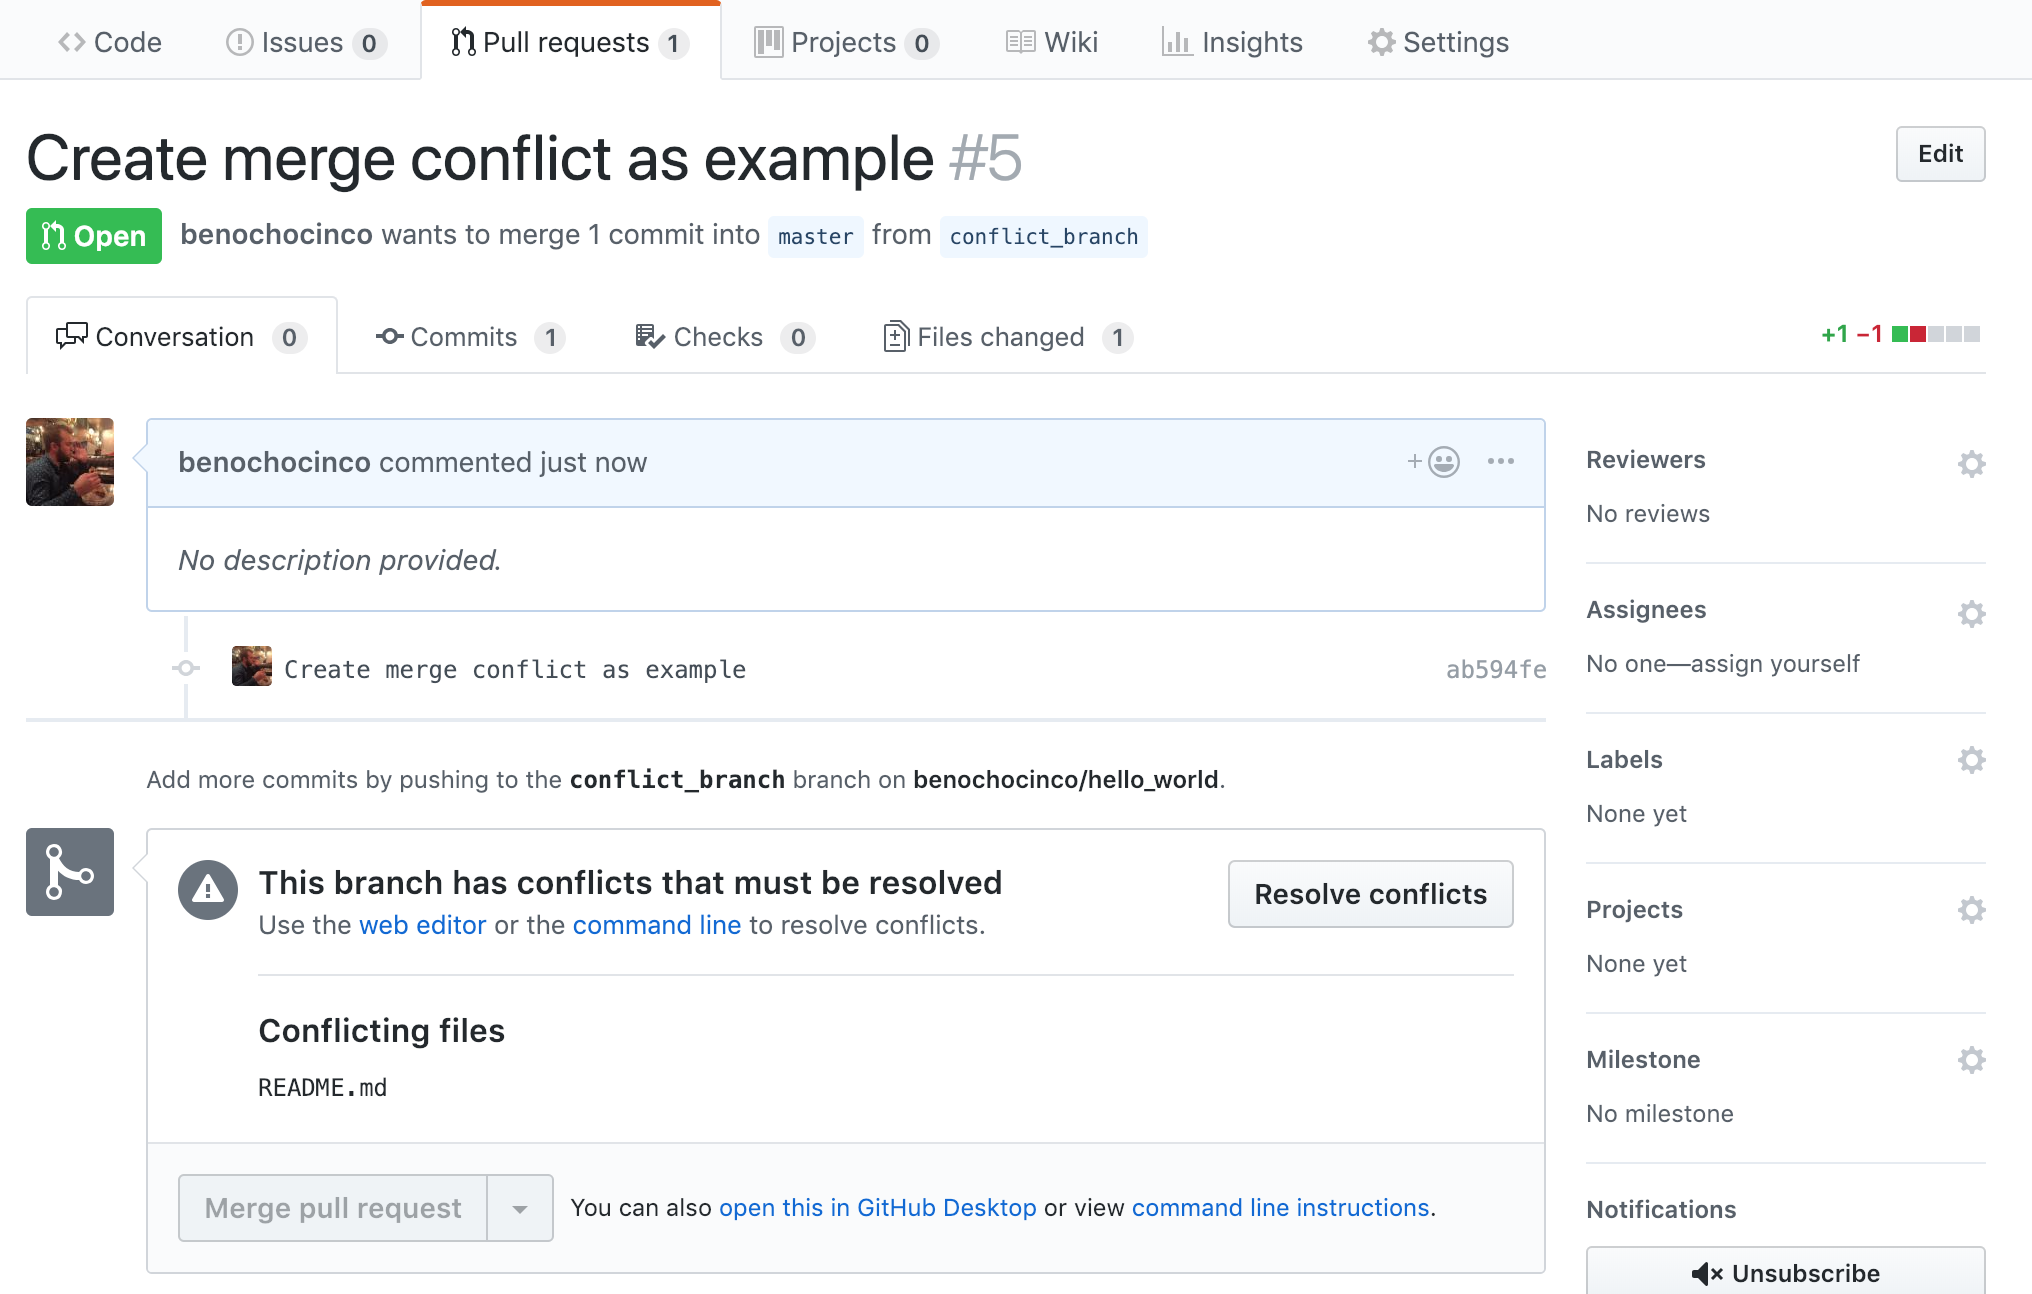 Code Issues 0 Pull requests 1 Projects 0 Wiki Insights Settings
Create merge conflict as example #5
Edit
Open benochocinco wants to merge 1 commit into master from conflict_branch
Conversation 0 Commits 1 Checks 0 Files changed 1 +1 −1
benochocinco commented just now
No description provided.
Create merge conflict as example ab594fe
Add more commits by pushing to the conflict_branch branch on benochocinco/hello_world.
This branch has conflicts that must be resolved
Use the web editor or the command line to resolve conflicts.
Resolve conflicts
Conflicting files
README.md
Merge pull request You can also open this in GitHub Desktop or view command line instructions.
Reviewers
No reviews
Assignees
No one—assign yourself
Labels
None yet
Projects
None yet
Milestone
No milestone
Notifications
Unsubscribe